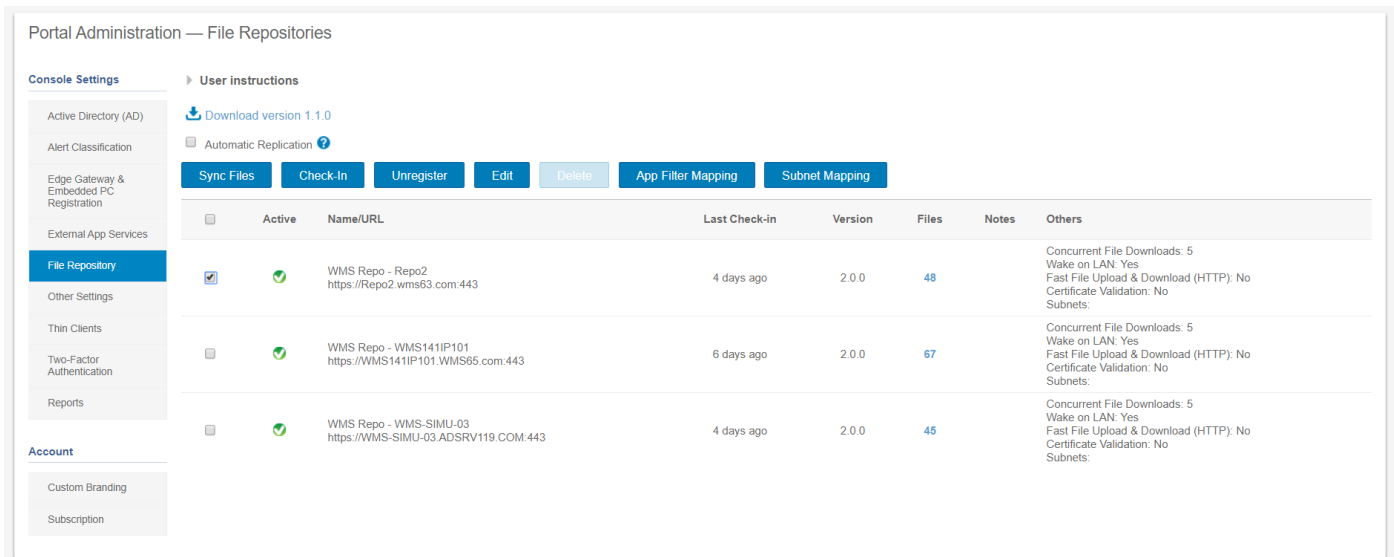 Portal Administration — File Repositories
Console Settings
Active Directory (AD)
Alert Classification
Edge Gateway &
Embedded PC
Registration
External App Services
File Repository
Other Settings
Thin Clients
Two-Factor
Authentication
Reports
Account
Custom Branding
Subscription
User instructions
Download version 1.1.0
Automatic Replication ?
Sync Files Check-In Unregister Edit Delete App Filter Mapping Subnet Mapping
Active Name/URL Last Check-in Version Files Notes Others
WMS Repo - Repo2
https://Repo2.wms63.com:443
4 days ago 2.0.0 48
Concurrent File Downloads: 5
Wake on LAN: Yes
Fast File Upload & Download (HTTP): No
Certificate Validation: No
Subnets:
WMS Repo - WMS141IP101
https://WMS141IP101.WMS65.com:443
6 days ago 2.0.0 67
Concurrent File Downloads: 5
Wake on LAN: Yes
Fast File Upload & Download (HTTP): No
Certificate Validation: No
Subnets:
WMS Repo - WMS-SIMU-03
https://WMS-SIMU-03.ADSRV119.COM:443
4 days ago 2.0.0 45
Concurrent File Downloads: 5
Wake on LAN: Yes
Fast File Upload & Download (HTTP): No
Certificate Validation: No
Subnets: